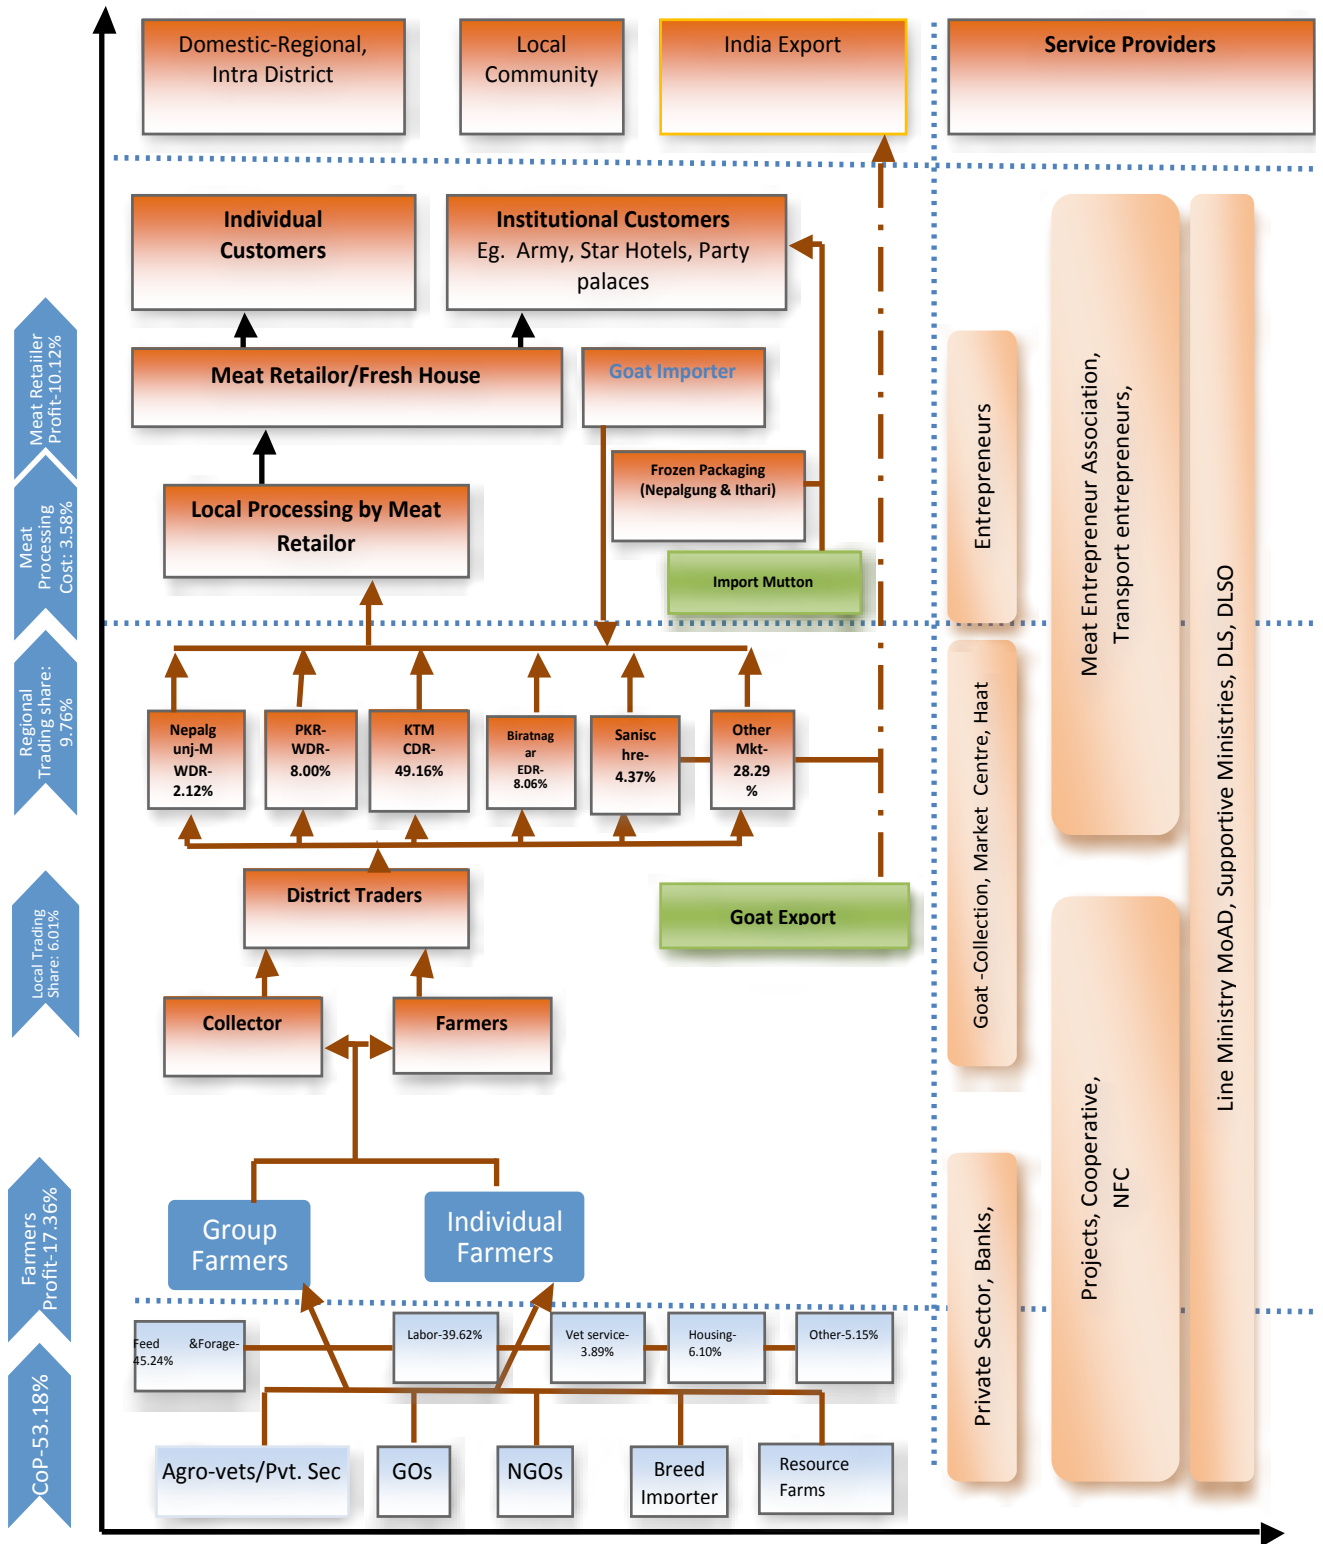 Domestic-Regional,
Intra District
Local
Community
India Export
Service Providers
Individual
Customers
Institutional Customers
Eg. Army, Star Hotels, Party
palaces
Meat Retailor/Fresh House
Goat Importer
Frozen Packaging
(Nepalgung & Ithari)
Local Processing by Meat
Retailor
Import Mutton
Nepalg
unj-M
WDR-
2.12%
PKR-
WDR-
8.00%
KTM
CDR-
49.16%
Biratnag
ar
EDR-
8.06%
Sanisc
hre-
4.37%
Other
Mkt-
28.29
%
District Traders
Goat Export
Collector
Farmers
Group
Farmers
Individual
Farmers
Feed &Forage-
45.24%
Labor-39.62%
Vet service-
3.89%
Housing-
6.10%
Other-5.15%
Agro-vets/Pvt. Sec
GOs
NGOs
Breed
Importer
Resource
Farms
Meat Retaiiler
Profit-10.12%
Meat
Processing
Cost: 3.58%
Regional
Trading share:
9.76%
Local Trading
Share: 6.01%
Farmers
Profit-17.36%
CoP-53.18%
Entrepreneurs
Goat -Collection, Market Centre, Haat
Private Sector, Banks,
Meat Entrepreneur Association,
Transport entrepreneurs,
Projects, Cooperative,
NFC
Line Ministry MoAD, Supportive Ministries, DLS, DLSO